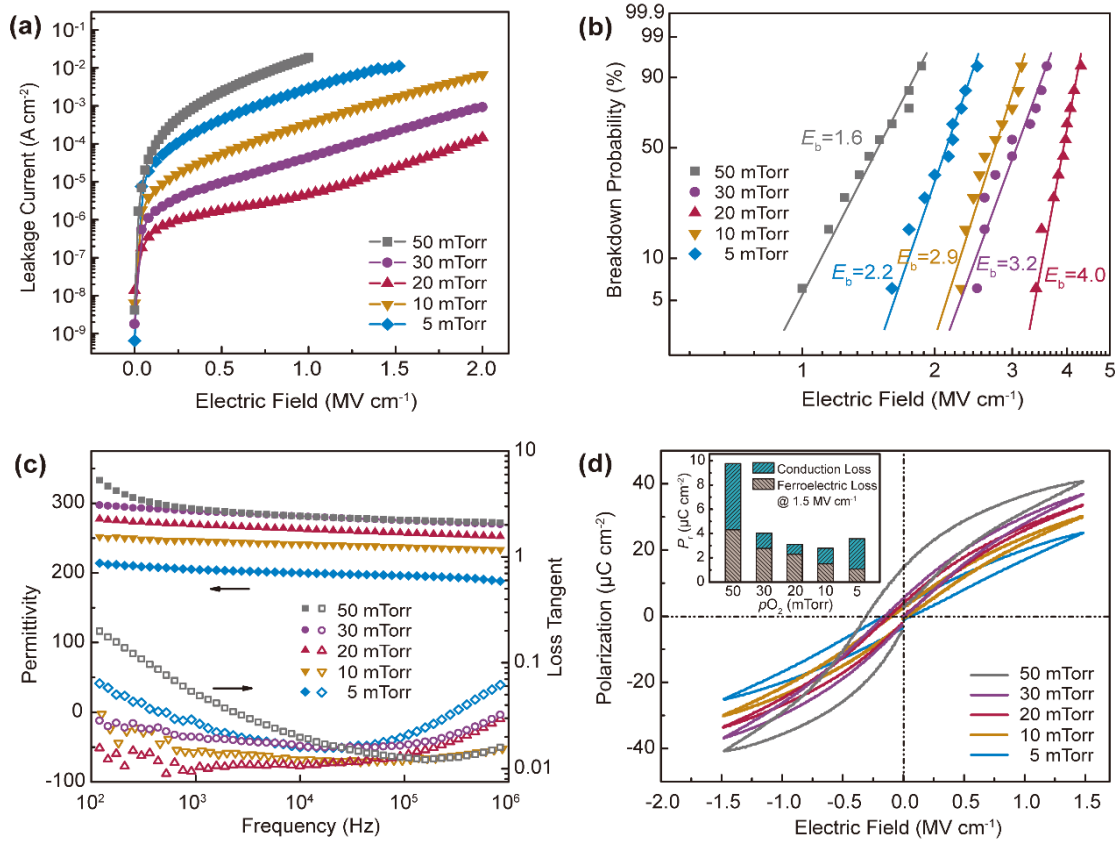 (a)
10⁻¹
10⁻²
10⁻³
10⁻⁴
10⁻⁵
10⁻⁶
10⁻⁷
10⁻⁸
10⁻⁹
Leakage Current (A cm⁻²)
50 mTorr
30 mTorr
20 mTorr
10 mTorr
5 mTorr
0.0 0.5 1.0 1.5 2.0
Electric Field (MV cm⁻¹)
(b)
99.9
99
90
50
10
5
Breakdown Probability (%)
50 mTorr
30 mTorr
20 mTorr
10 mTorr
5 mTorr
E_b=1.6
E_b=2.2
E_b=2.9
E_b=3.2
E_b=4.0
1 2 3 4 5
Electric Field (MV cm⁻¹)
(c)
300
200
100
0
-100
Permittivity
10
1
0.1
0.01
Loss Tangent
50 mTorr
30 mTorr
20 mTorr
10 mTorr
5 mTorr
10² 10³ 10⁴ 10⁵ 10⁶
Frequency (Hz)
(d)
40
20
0
-20
-40
Polarization (µC cm⁻²)
10
8
6
4
2
0
P_r (µC cm⁻²)
Conduction Loss
Ferroelectric Loss
@ 1.5 MV cm⁻¹
50 30 20 10 5
pO₂ (mTorr)
50 mTorr
30 mTorr
20 mTorr
10 mTorr
5 mTorr
-2.0 -1.5 -1.0 -0.5 0.0 0.5 1.0 1.5
Electric Field (MV cm⁻¹)